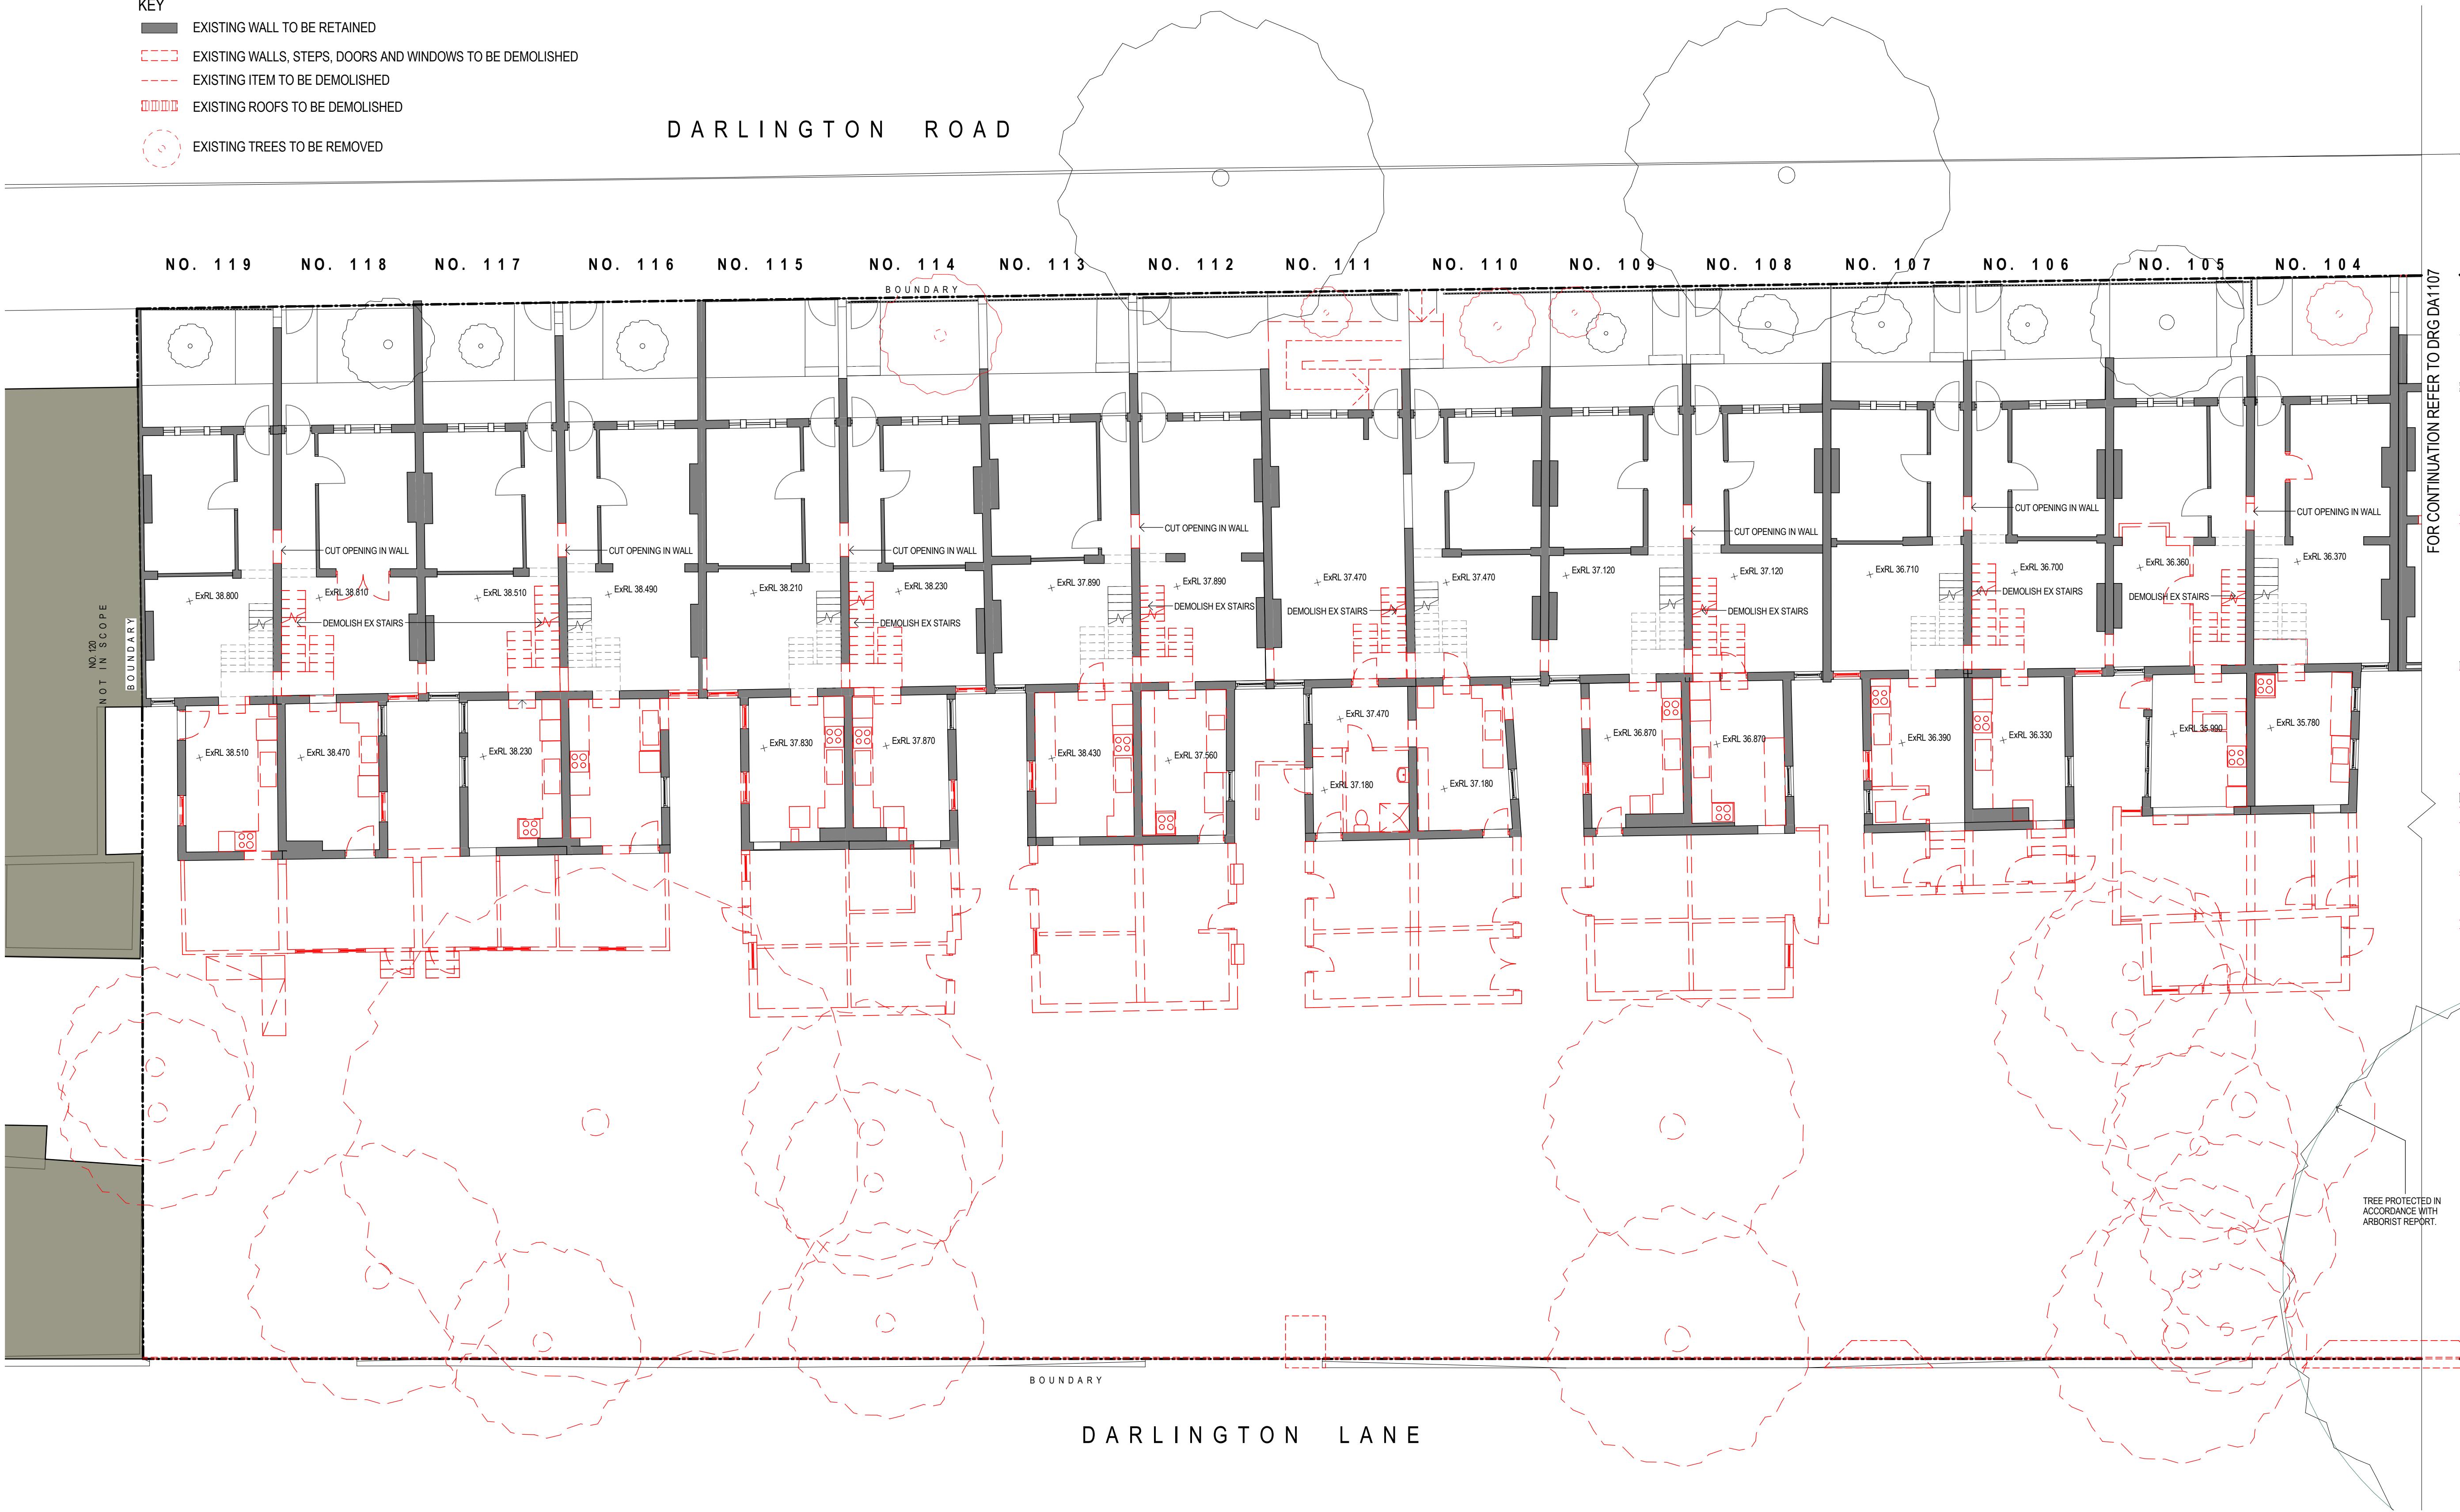 KEY
EXISTING WALL TO BE RETAINED
EXISTING WALLS, STEPS, DOORS AND WINDOWS TO BE DEMOLISHED
EXISTING ITEM TO BE DEMOLISHED
EXISTING ROOFS TO BE DEMOLISHED
EXISTING TREES TO BE REMOVED
DARLINGTON ROAD
NO. 119
NO. 118
NO. 117
NO. 116
NO. 115
NO. 114
NO. 113
NO. 112
NO. 111
NO. 110
NO. 109
NO. 108
NO. 107
NO. 106
NO. 105
NO. 104
BOUNDARY
FOR CONTINUATION REFER TO DRG DA1107
CUT OPENING IN WALL
CUT OPENING IN WALL
CUT OPENING IN WALL
CUT OPENING IN WALL
CUT OPENING IN WALL
CUT OPENING IN WALL
CUT OPENING IN WALL
ExRL 38.800
ExRL 38.810
ExRL 38.510
ExRL 38.490
ExRL 38.210
ExRL 38.230
ExRL 37.890
ExRL 37.890
ExRL 37.470
ExRL 37.470
ExRL 37.120
ExRL 37.120
ExRL 36.710
ExRL 36.700
ExRL 36.360
ExRL 36.370
DEMOLISH EX STAIRS
DEMOLISH EX STAIRS
DEMOLISH EX STAIRS
DEMOLISH EX STAIRS
DEMOLISH EX STAIRS
DEMOLISH EX STAIRS
DEMOLISH EX STAIRS
NO. 120
NOT IN SCOPE
BOUNDARY
ExRL 38.510
ExRL 38.470
ExRL 38.230
ExRL 37.830
ExRL 37.870
ExRL 38.430
ExRL 37.560
ExRL 37.470
ExRL 37.180
ExRL 37.180
ExRL 36.870
ExRL 36.870
ExRL 36.390
ExRL 36.330
ExRL 35.990
ExRL 35.780
TREE PROTECTED IN
ACCORDANCE WITH
ARBORIST REPORT.
BOUNDARY
DARLINGTON LANE